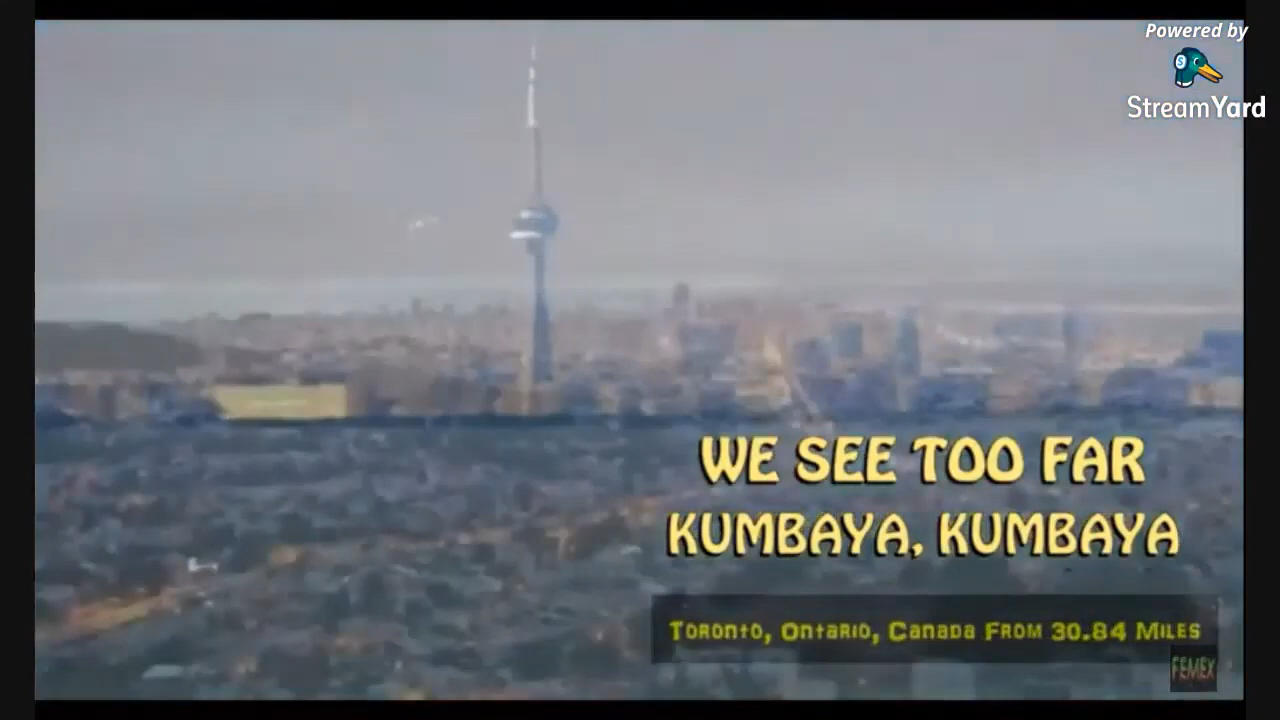 Powered by
StreamYard
WE SEE TOO FAR
KUMBAYA, KUMBAYA
Toronto, Ontario, Canada From 30.84 Miles
FEMEX